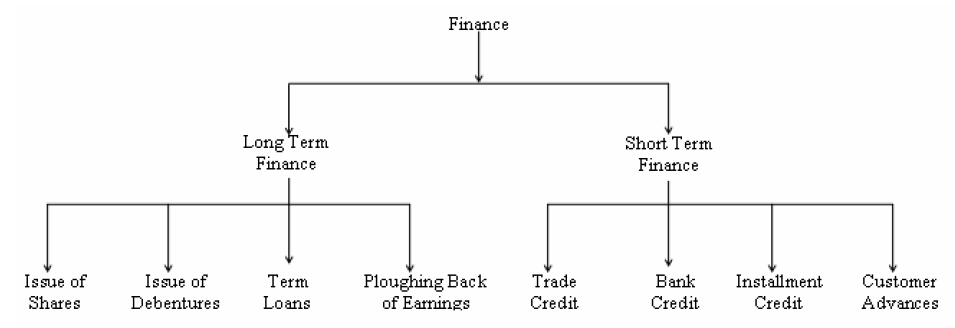 Finance
Long Term
Finance
Short Term
Finance
Issue of
Shares
Issue of
Debentures
Term
Loans
Ploughing Back
of Earnings
Trade
Credit
Bank
Credit
Installment
Credit
Customer
Advances